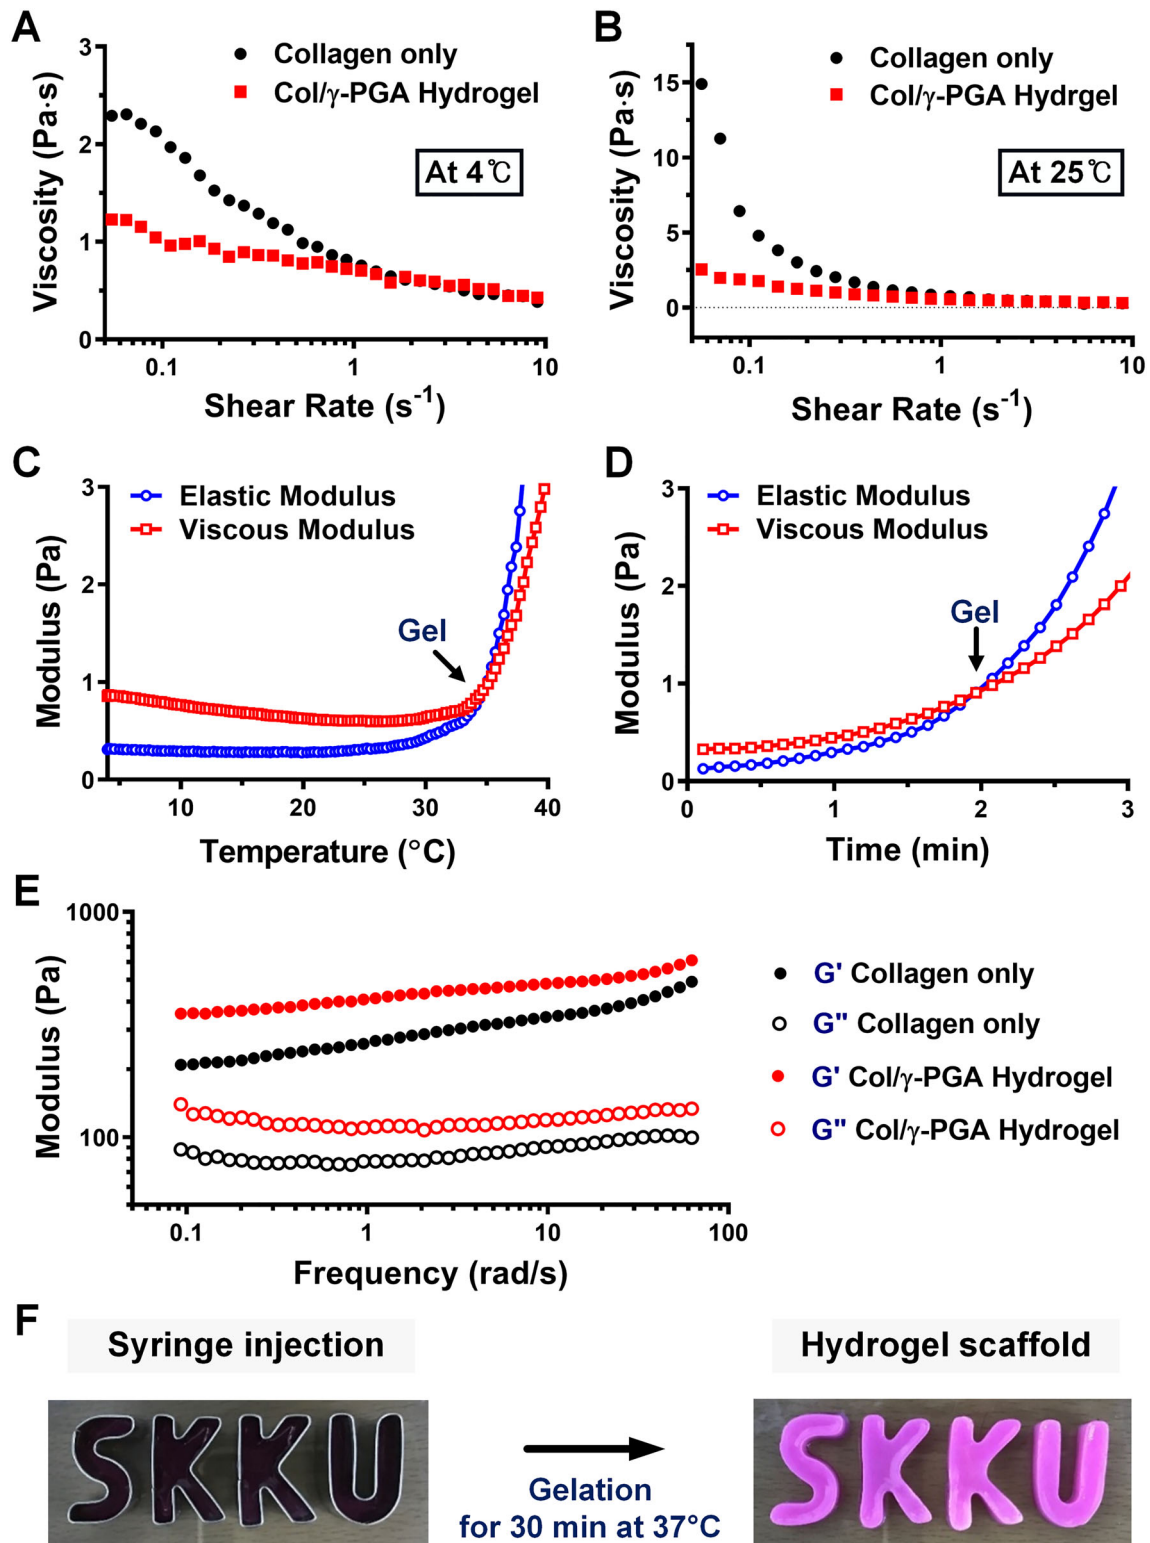 A
Collagen only
Col/γ-PGA Hydrogel
At 4℃
Viscosity (Pa·s)
3
2
1
0
0.1 1 10
Shear Rate (s-1)
B
Collagen only
Col/γ-PGA Hydrgel
At 25℃
Viscosity (Pa·s)
15
10
5
0
0.1 1 10
Shear Rate (s-1)
C
Elastic Modulus
Viscous Modulus
Gel
Modulus (Pa)
3
2
1
0
10 20 30 40
Temperature (°C)
D
Elastic Modulus
Viscous Modulus
Gel
Modulus (Pa)
3
2
1
0
0 1 2 3
Time (min)
E
Modulus (Pa)
1000
100
0.1 1 10 100
Frequency (rad/s)
G' Collagen only
G" Collagen only
G' Col/γ-PGA Hydrogel
G" Col/γ-PGA Hydrogel
F
Syringe injection
Hydrogel scaffold
SKKU
Gelation
for 30 min at 37°C
SKKU